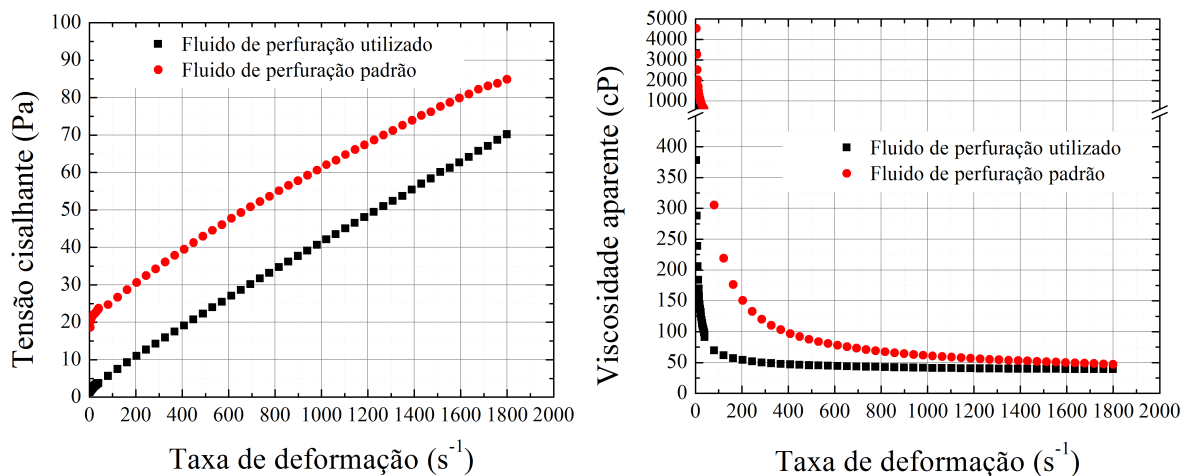 Fluido de perfuração utilizado
Fluido de perfuração padrão
Tensão cisalhante (Pa)
100
90
80
70
60
50
40
30
20
10
0
0 200 400 600 800 1000 1200 1400 1600 1800 2000
Taxa de deformação (s⁻¹)
Fluido de perfuração utilizado
Fluido de perfuração padrão
Viscosidade aparente (cP)
5000
4000
3000
2000
1000
400
350
300
250
200
150
100
50
0
0 200 400 600 800 1000 1200 1400 1600 1800 2000
Taxa de deformação (s⁻¹)